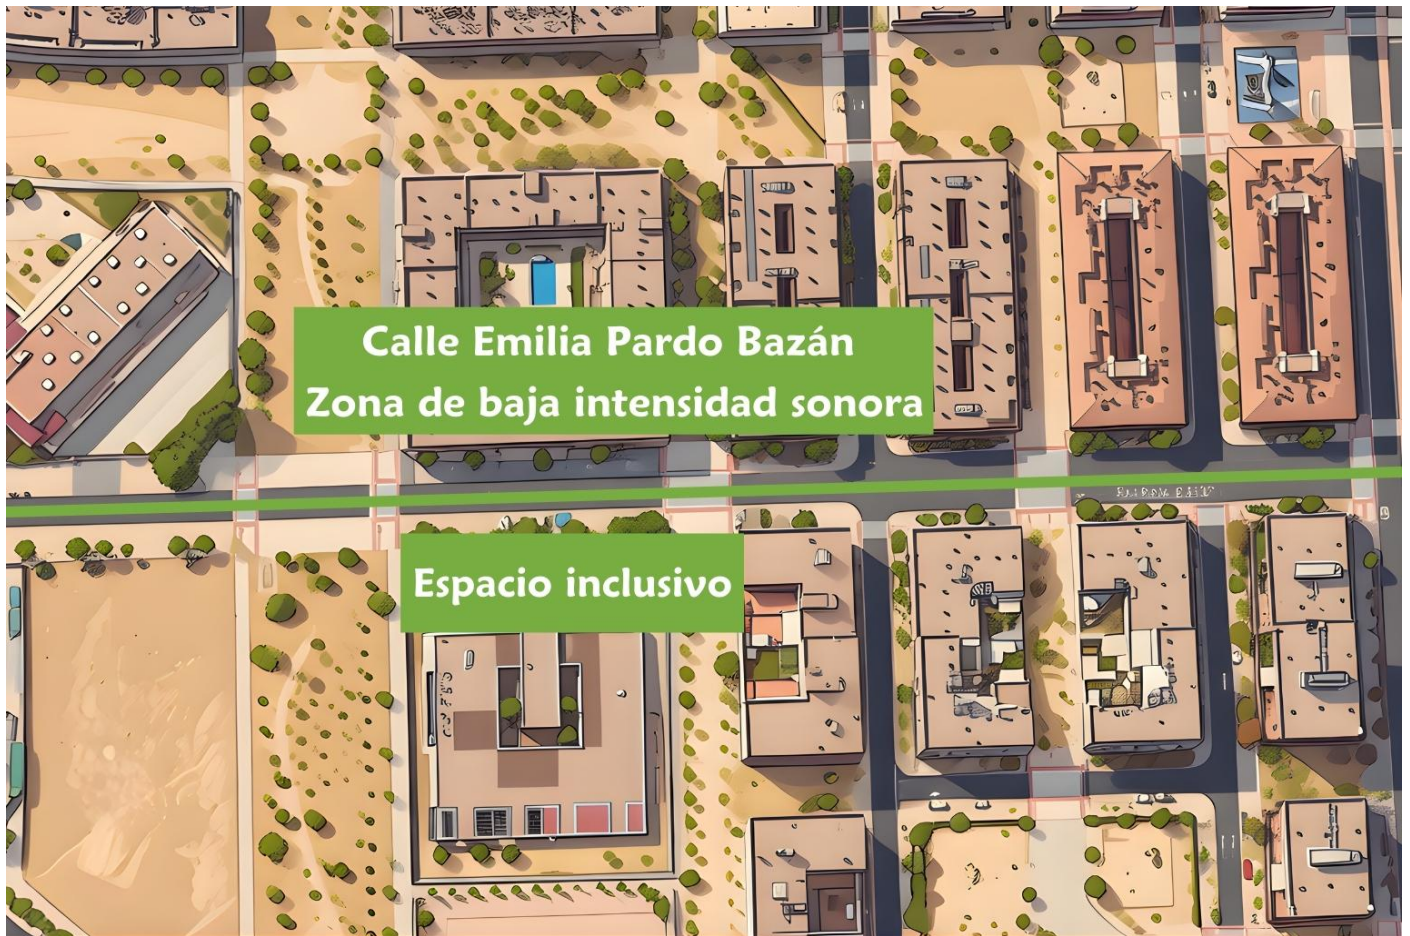 Calle Emilia Pardo Bazán
Zona de baja intensidad sonora
Espacio inclusivo